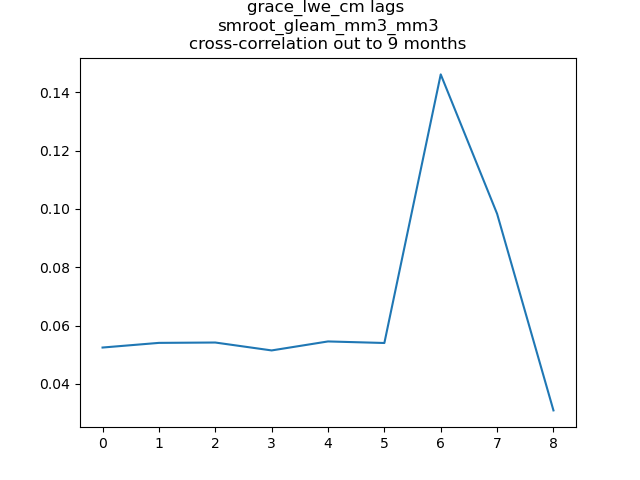 grace_lwe_cm lags
smroot_gleam_mm3_mm3
cross-correlation out to 9 months
0.14
0.12
0.10
0.08
0.06
0.04
0 1 2 3 4 5 6 7 8